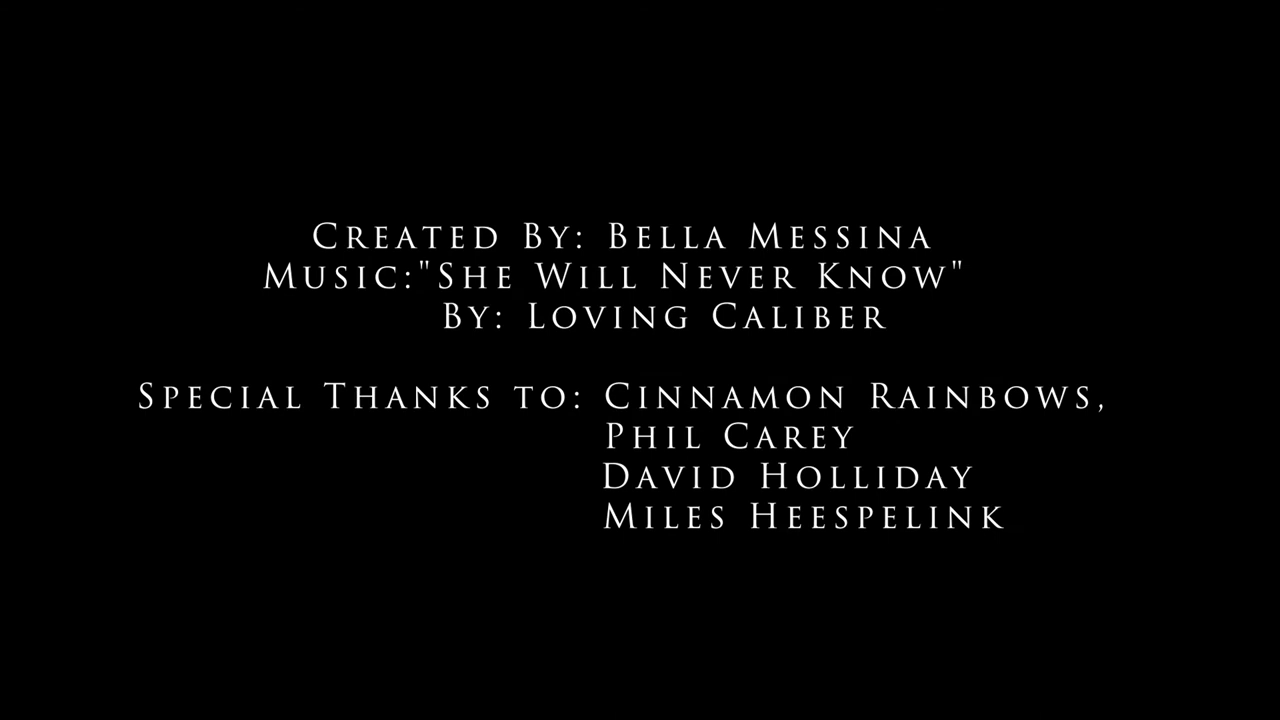 Created By: Bella Messina
Music:"She Will Never Know"
By: Loving Caliber
Special Thanks to: Cinnamon Rainbows,
Phil Carey
David Holliday
Miles Heespelink